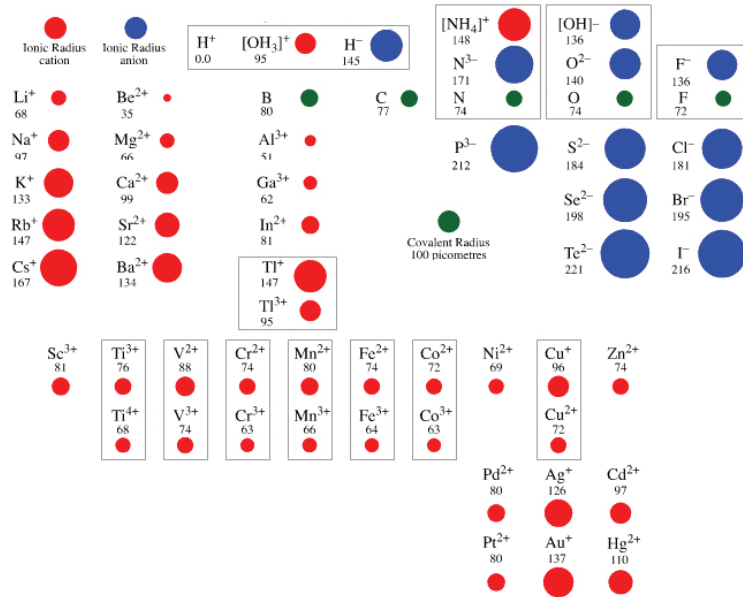 Ionic Radius
cation
Ionic Radius
anion
H⁺
0.0
[OH₃]⁺
95
H⁻
145
[NH₄]⁺
148
[OH]⁻
136
N³⁻
171
O²⁻
140
F⁻
136
Li⁺
68
Be²⁺
35
B
80
C
77
N
74
O
74
F
72
Na⁺
97
Mg²⁺
66
Al³⁺
51
P³⁻
212
S²⁻
184
Cl⁻
181
K⁺
133
Ca²⁺
99
Ga³⁺
62
Se²⁻
198
Br⁻
195
Rb⁺
147
Sr²⁺
122
In²⁺
81
Covalent Radius
100 picometres
Te²⁻
221
I⁻
216
Cs⁺
167
Ba²⁺
134
Tl⁺
147
Tl³⁺
95
Sc³⁺
81
Ti³⁺
76
V²⁺
88
Cr²⁺
74
Mn²⁺
80
Fe²⁺
74
Co²⁺
72
Ni²⁺
69
Cu⁺
96
Zn²⁺
74
Ti⁴⁺
68
V³⁺
74
Cr³⁺
63
Mn³⁺
66
Fe³⁺
64
Co³⁺
63
Cu²⁺
72
Pd²⁺
80
Ag⁺
126
Cd²⁺
97
Pt²⁺
80
Au⁺
137
Hg²⁺
110